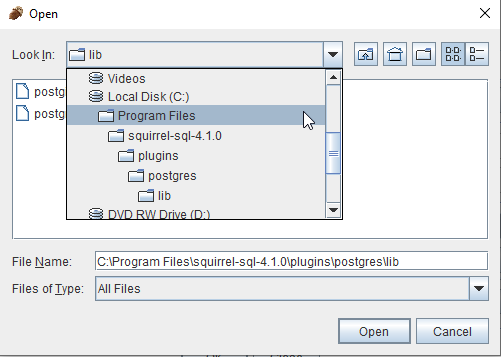 Open
Look In: lib
Videos
postgr
Local Disk (C:)
postgr
Program Files
squirrel-sql-4.1.0
plugins
postgres
lib
DVD RW Drive (D:)
File Name: C:\Program Files\squirrel-sql-4.1.0\plugins\postgres\lib
Files of Type: All Files
Open Cancel